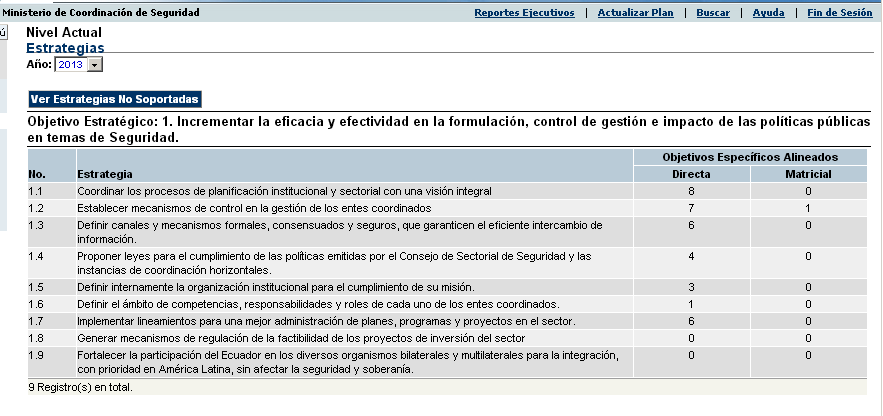 Ministerio de Coordinación de Seguridad
Reportes Ejecutivos | Actualizar Plan | Buscar | Ayuda | Fin de Sesión
ú
Nivel Actual
Estrategias
Año: 2013
Ver Estrategias No Soportadas
Objetivo Estratégico: 1. Incrementar la eficacia y efectividad en la formulación, control de gestión e impacto de las políticas públicas
en temas de Seguridad.
Objetivos Específicos Alineados
No. Estrategia Directa Matricial
1.1 Coordinar los procesos de planificación institucional y sectorial con una visión integral 8 0
1.2 Establecer mecanismos de control en la gestión de los entes coordinados 7 1
1.3 Definir canales y mecanismos formales, consensuados y seguros, que garanticen el eficiente intercambio de 6 0
información.
1.4 Proponer leyes para el cumplimiento de las políticas emitidas por el Consejo de Sectorial de Seguridad y las 4 0
instancias de coordinación horizontales.
1.5 Definir internamente la organización institucional para el cumplimiento de su misión. 3 0
1.6 Definir el ámbito de competencias, responsabilidades y roles de cada uno de los entes coordinados. 1 0
1.7 Implementar lineamientos para una mejor administración de planes, programas y proyectos en el sector. 6 0
1.8 Generar mecanismos de regulación de la factibilidad de los proyectos de inversión del sector 0 0
1.9 Fortalecer la participación del Ecuador en los diversos organismos bilaterales y multilaterales para la integración, 0 0
con prioridad en América Latina, sin afectar la seguridad y soberanía.
9 Registro(s) en total.